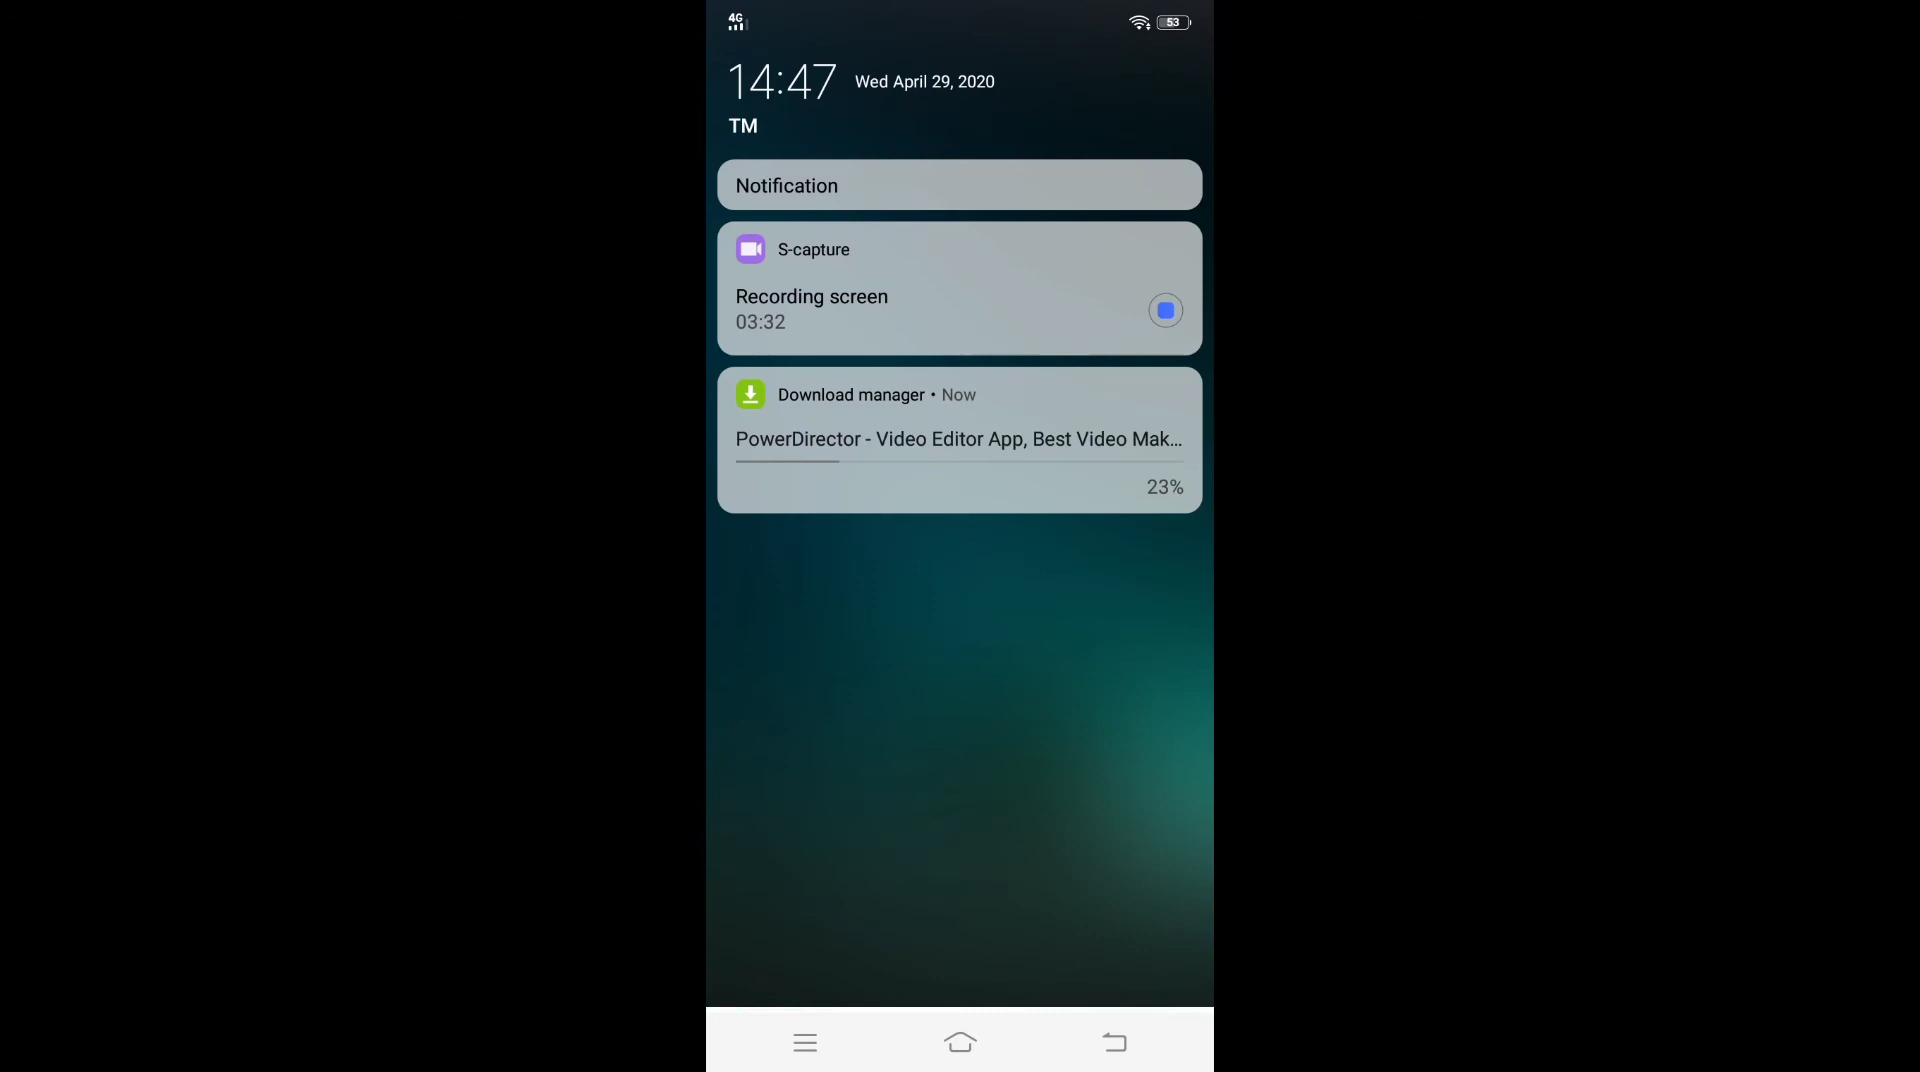 4G
53
14:47 Wed April 29, 2020
TM
Notification
S-capture
Recording screen
03:32
Download manager • Now
PowerDirector - Video Editor App, Best Video Mak...
23%